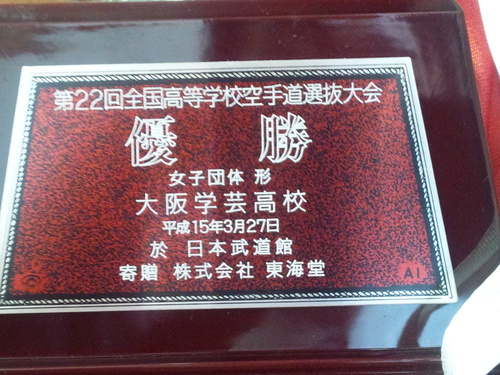 第22回全国高等学校空手道選抜大会
優勝
女子団体 形
大阪学芸高校
平成15年3月27日
於 日本武道館
寄贈 株式会社 東海堂
AI